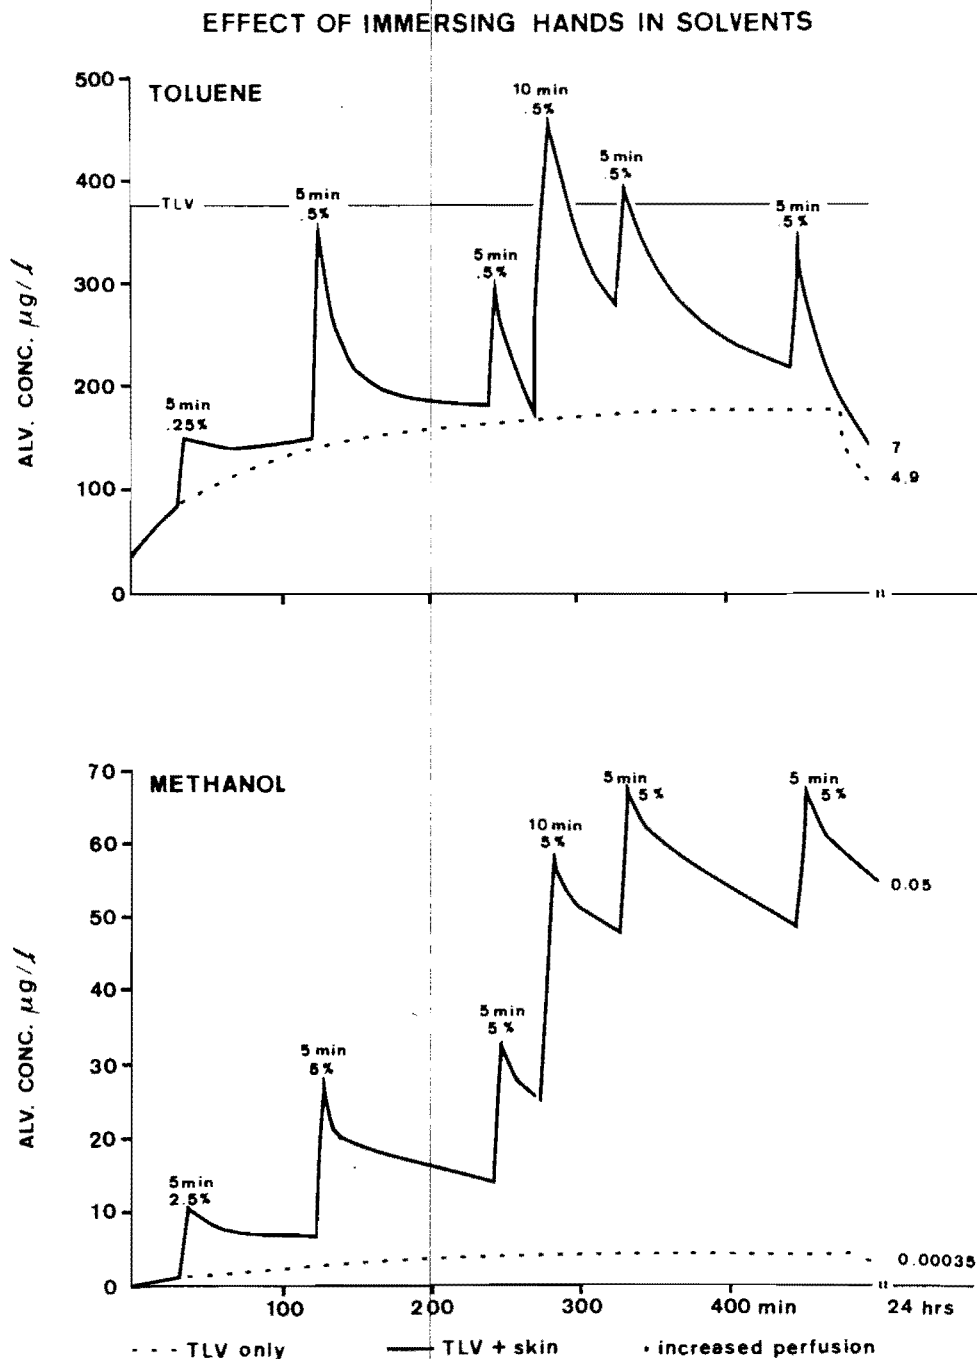 EFFECT OF IMMERSING HANDS IN SOLVENTS
500
TOLUENE
10 min
.5%
400
5 min
.5%
TLV
5 min
.5%
5 min
.5%
5 min
.5%
300
200
5 min
.25%
100
7
4.9
0
ALV. CONC. µg/l
70
METHANOL
5 min
5%
5 min
5%
10 min
5%
60
0.05
50
40
5 min
5%
30
5 min
5%
20
5 min
2.5%
10
0.00035
0
ALV. CONC. µg/l
100 200 300 400 min 24 hrs
- - - TLV only — TLV + skin • increased perfusion